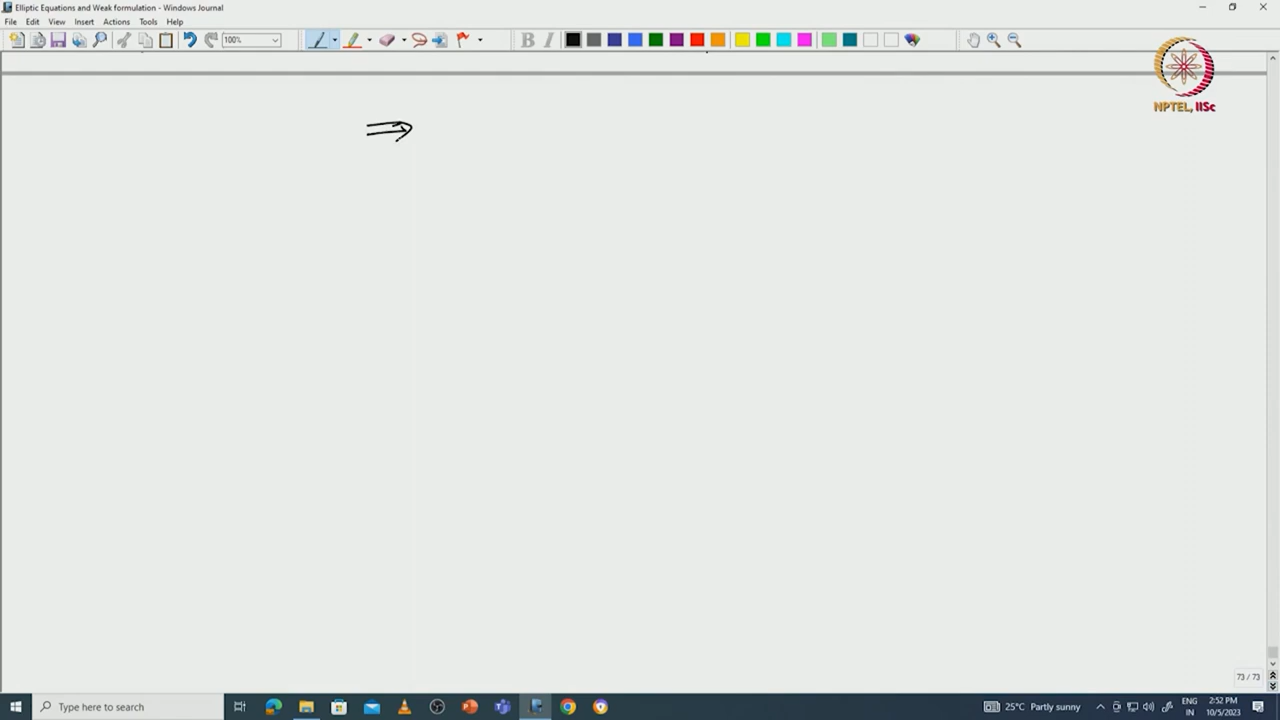 Elliptic Equations and Weak formulation - Windows Journal
File Edit View Insert Actions Tools Help
100%
B I
NPTEL, IISc
⇒
73 / 73
Type here to search
25°C Partly sunny
ENG
IN
2:52 PM
10/5/2023